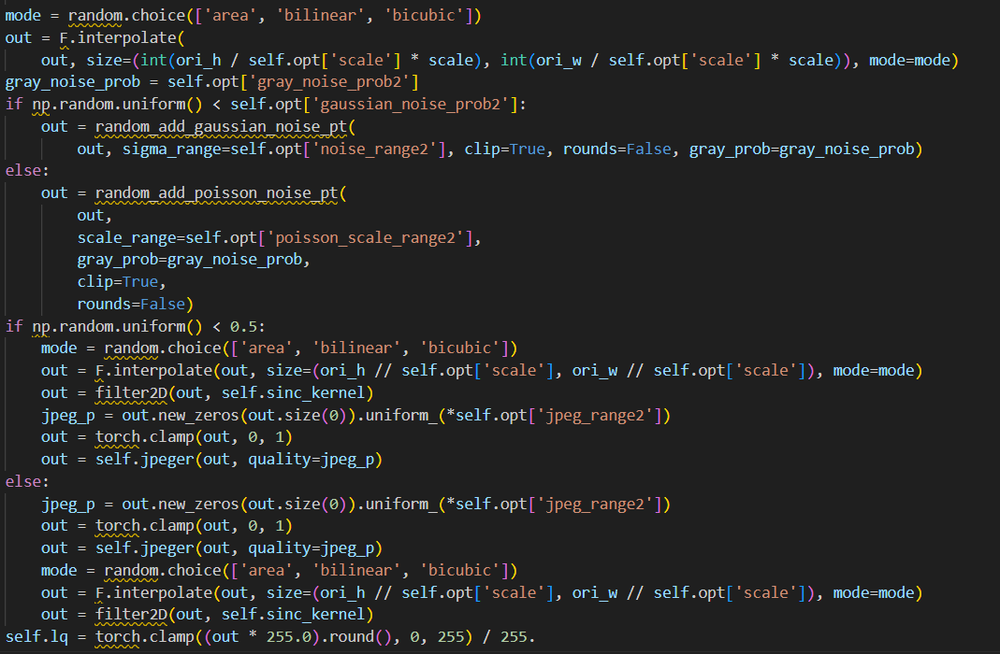 mode = random.choice(['area', 'bilinear', 'bicubic'])
out = F.interpolate(
    out, size=(int(ori_h / self.opt['scale'] * scale), int(ori_w / self.opt['scale'] * scale)), mode=mode)
gray_noise_prob = self.opt['gray_noise_prob2']
if np.random.uniform() < self.opt['gaussian_noise_prob2']:
    out = random_add_gaussian_noise_pt(
        out, sigma_range=self.opt['noise_range2'], clip=True, rounds=False, gray_prob=gray_noise_prob)
else:
    out = random_add_poisson_noise_pt(
        out,
        scale_range=self.opt['poisson_scale_range2'],
        gray_prob=gray_noise_prob,
        clip=True,
        rounds=False)
if np.random.uniform() < 0.5:
    mode = random.choice(['area', 'bilinear', 'bicubic'])
    out = F.interpolate(out, size=(ori_h // self.opt['scale'], ori_w // self.opt['scale']), mode=mode)
    out = filter2D(out, self.sinc_kernel)
    jpeg_p = out.new_zeros(out.size(0)).uniform_(*self.opt['jpeg_range2'])
    out = torch.clamp(out, 0, 1)
    out = self.jpeger(out, quality=jpeg_p)
else:
    jpeg_p = out.new_zeros(out.size(0)).uniform_(*self.opt['jpeg_range2'])
    out = torch.clamp(out, 0, 1)
    out = self.jpeger(out, quality=jpeg_p)
    mode = random.choice(['area', 'bilinear', 'bicubic'])
    out = F.interpolate(out, size=(ori_h // self.opt['scale'], ori_w // self.opt['scale']), mode=mode)
    out = filter2D(out, self.sinc_kernel)
self.lq = torch.clamp((out * 255.0).round(), 0, 255) / 255.